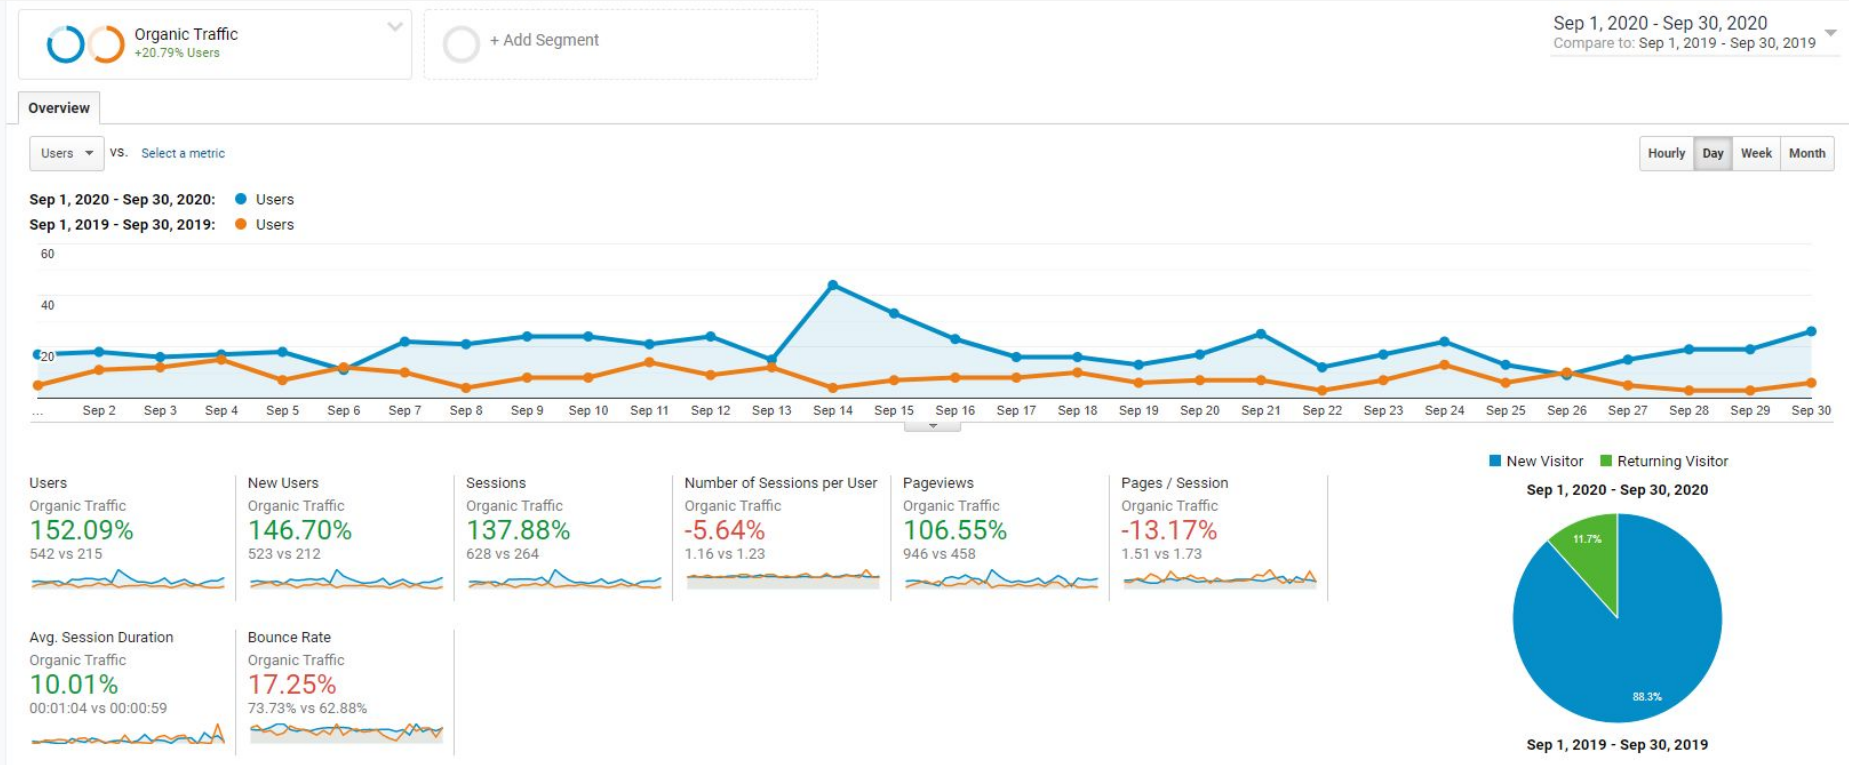 Organic Traffic
+20.79% Users
+ Add Segment
Sep 1, 2020 - Sep 30, 2020
Compare to: Sep 1, 2019 - Sep 30, 2019
Overview
Users vs. Select a metric
Hourly Day Week Month
Sep 1, 2020 - Sep 30, 2020: Users
Sep 1, 2019 - Sep 30, 2019: Users
60
40
20
... Sep 2 Sep 3 Sep 4 Sep 5 Sep 6 Sep 7 Sep 8 Sep 9 Sep 10 Sep 11 Sep 12 Sep 13 Sep 14 Sep 15 Sep 16 Sep 17 Sep 18 Sep 19 Sep 20 Sep 21 Sep 22 Sep 23 Sep 24 Sep 25 Sep 26 Sep 27 Sep 28 Sep 29 Sep 30
Users
Organic Traffic
152.09%
542 vs 215
New Users
Organic Traffic
146.70%
523 vs 212
Sessions
Organic Traffic
137.88%
628 vs 264
Number of Sessions per User
Organic Traffic
-5.64%
1.16 vs 1.23
Pageviews
Organic Traffic
106.55%
946 vs 458
Pages / Session
Organic Traffic
-13.17%
1.51 vs 1.73
Avg. Session Duration
Organic Traffic
10.01%
00:01:04 vs 00:00:59
Bounce Rate
Organic Traffic
17.25%
73.73% vs 62.88%
New Visitor Returning Visitor
Sep 1, 2020 - Sep 30, 2020
11.7%
88.3%
Sep 1, 2019 - Sep 30, 2019